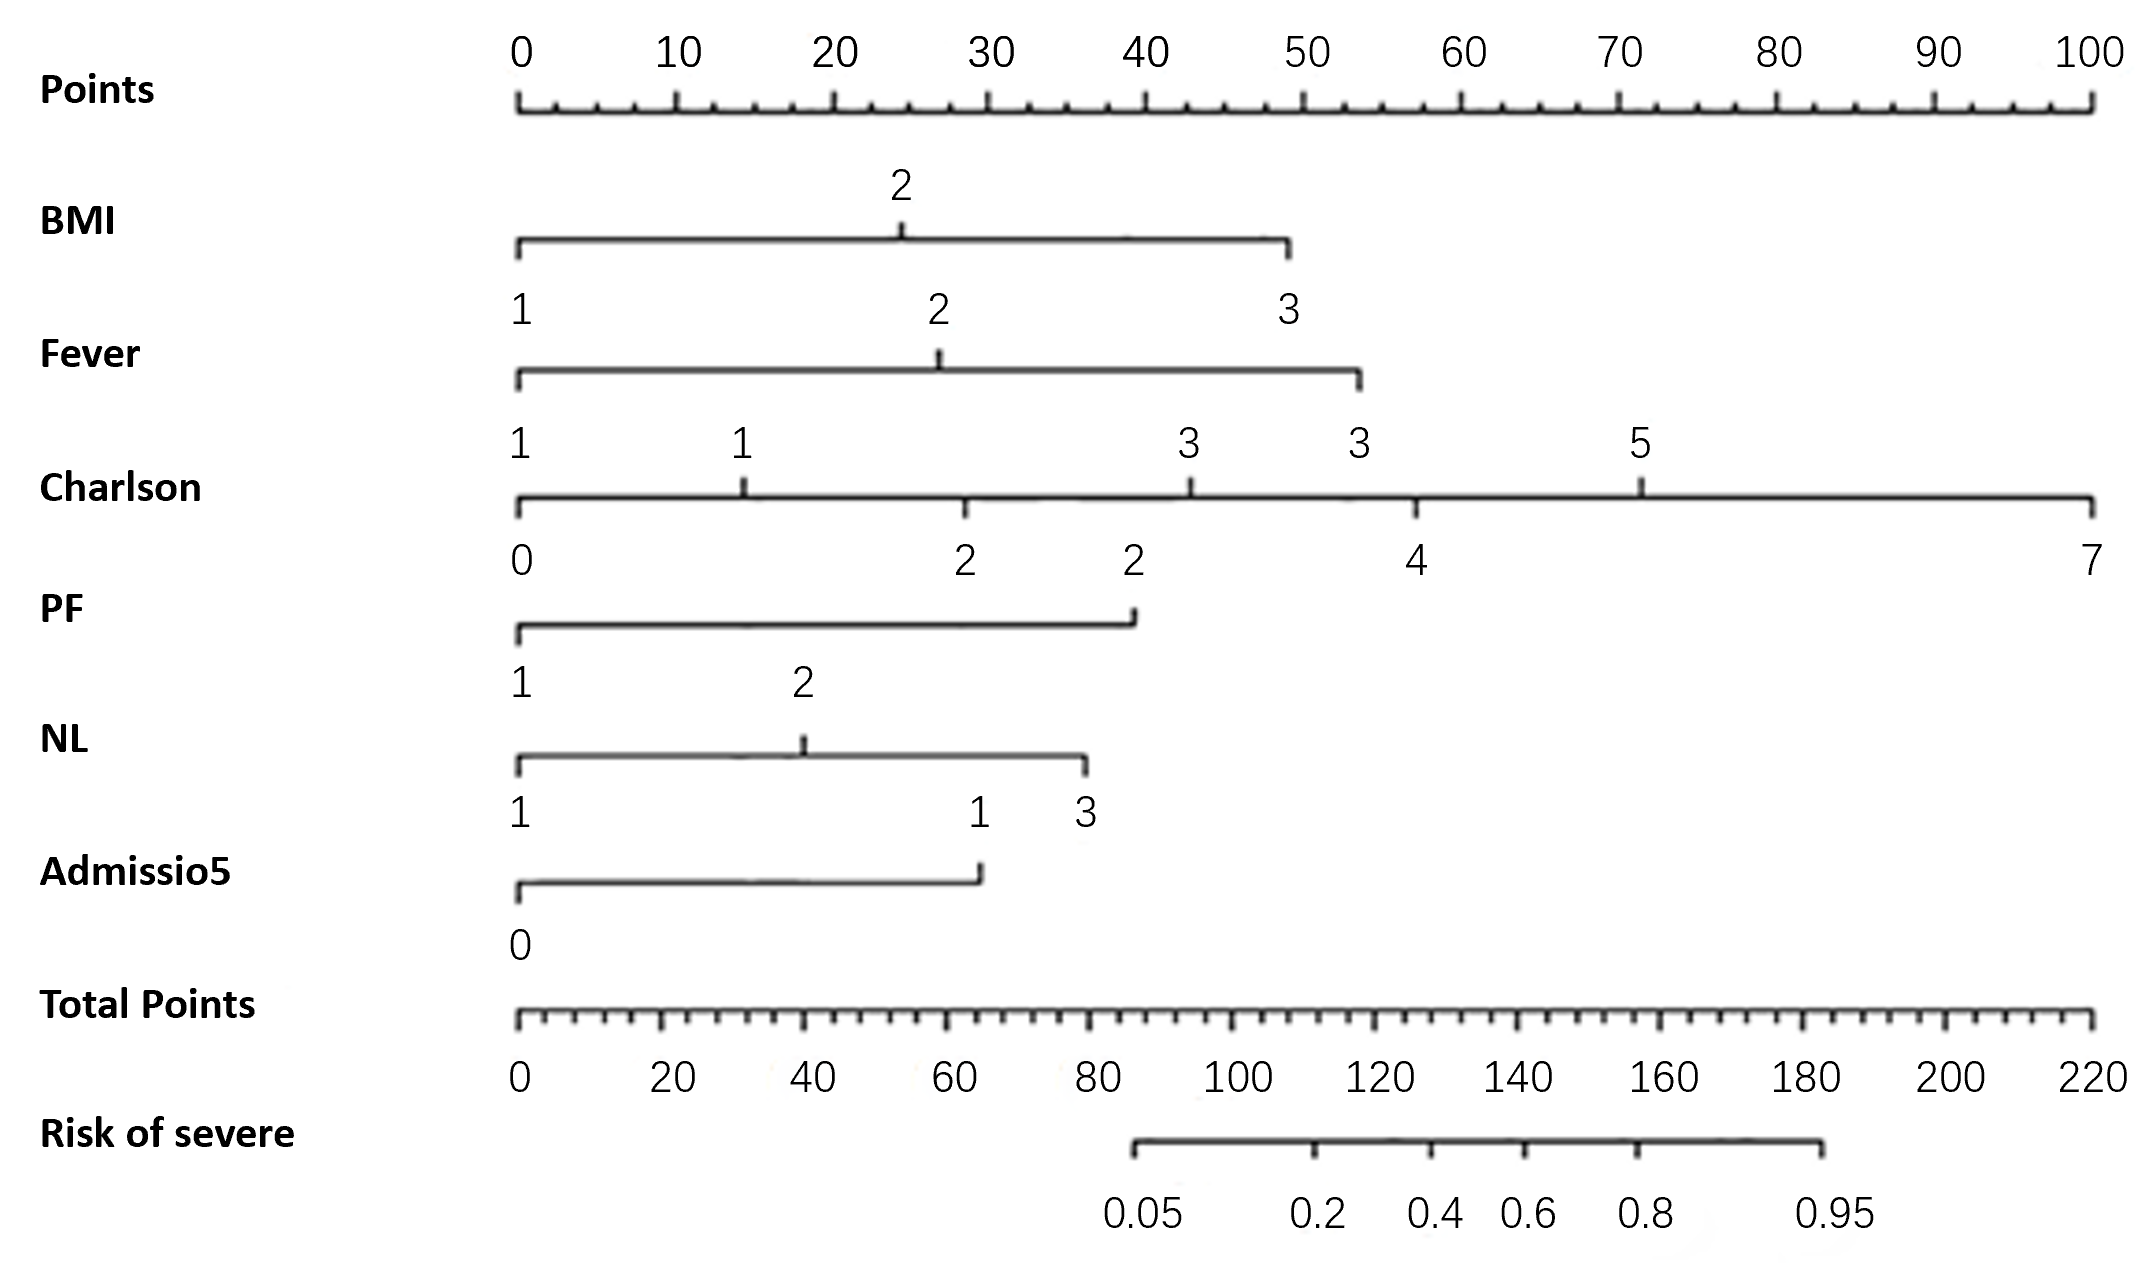 0 10 20 30 40 50 60 70 80 90 100
Points
2
BMI
1 2 3
Fever
1 1 3 3 5
Charlson
0 2 2 4 7
PF
1 2
NL
1 1 3
Admissio5
0
Total Points
0 20 40 60 80 100 120 140 160 180 200 220
Risk of severe
0.05 0.2 0.4 0.6 0.8 0.95